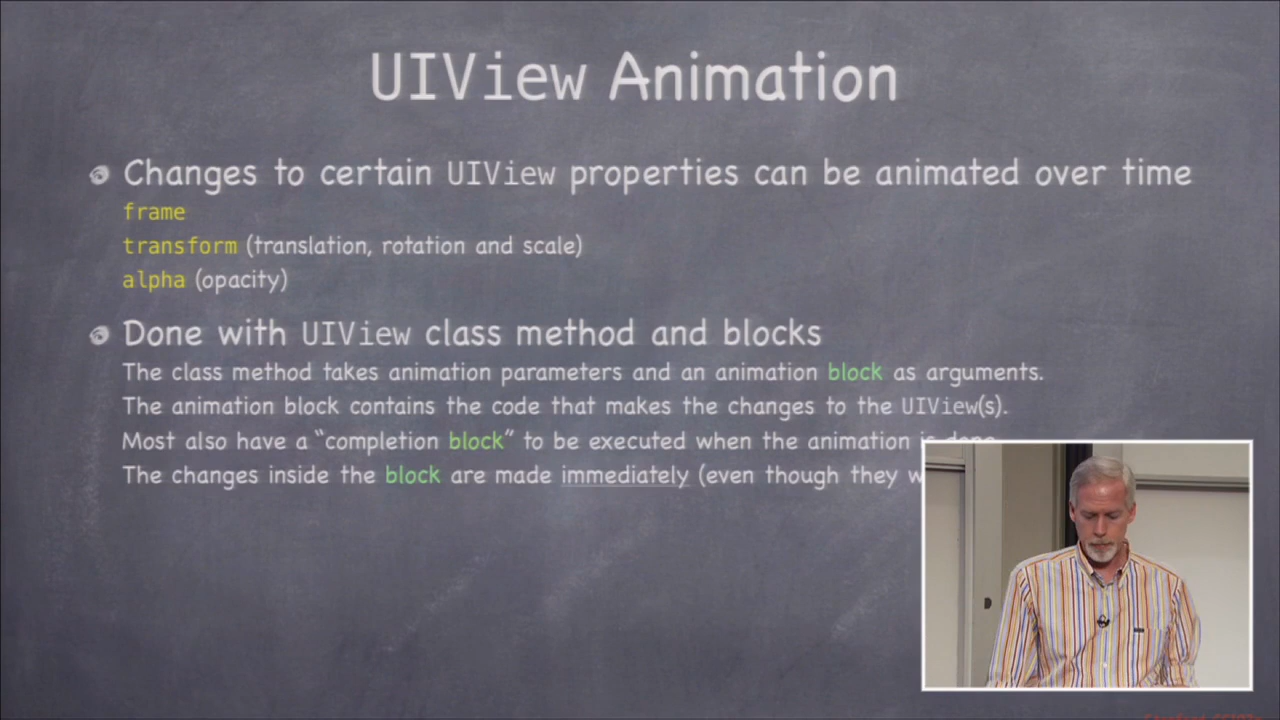 UIView Animation
Changes to certain UIView properties can be animated over time
frame
transform (translation, rotation and scale)
alpha (opacity)
Done with UIView class method and blocks
The class method takes animation parameters and an animation block as arguments.
The animation block contains the code that makes the changes to the UIView(s).
Most also have a “completion block” to be executed when the animation is done.
The changes inside the block are made immediately (even though they